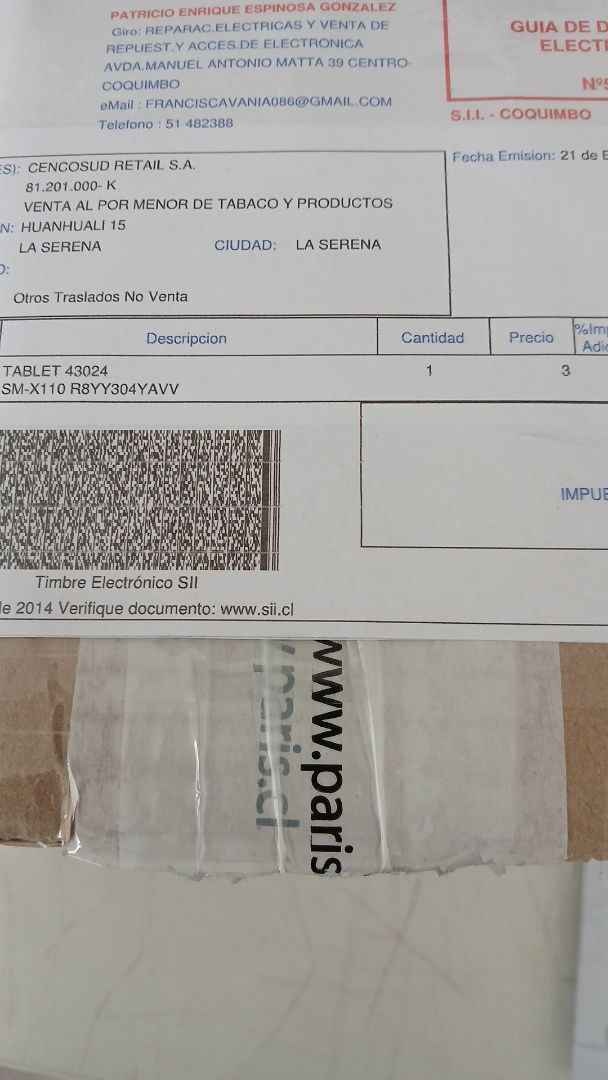 PATRICIO ENRIQUE ESPINOSA GONZALEZ
Giro: REPARAC.ELECTRICAS Y VENTA DE
REPUEST.Y ACCES.DE ELECTRONICA
AVDA.MANUEL ANTONIO MATTA 39 CENTRO-
COQUIMBO
eMail : FRANCISCAVANIA086@GMAIL.COM
Telefono : 51 482388
GUIA DE D
ELECT
Nº5
S.I.I. - COQUIMBO
Fecha Emision: 21 de E
ES): CENCOSUD RETAIL S.A.
81.201.000- K
VENTA AL POR MENOR DE TABACO Y PRODUCTOS
N: HUANHUALI 15
LA SERENA CIUDAD: LA SERENA
O:
Otros Traslados No Venta
Descripcion Cantidad Precio %Imp
Adic
TABLET 43024 1 3
SM-X110 R8YY304YAVV
IMPUE
Timbre Electrónico SII
de 2014 Verifique documento: www.sii.cl
www.paris
paris.cl